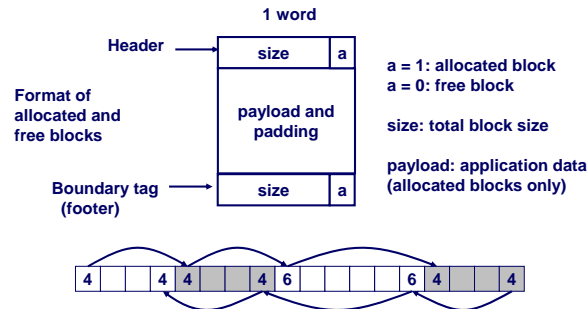 1 word
Header
size a
a = 1: allocated block
a = 0: free block
Format of
allocated and
free blocks
payload and
padding
size: total block size
payload: application data
(allocated blocks only)
Boundary tag
(footer)
size a
4 4 4 4 6 6 4 4